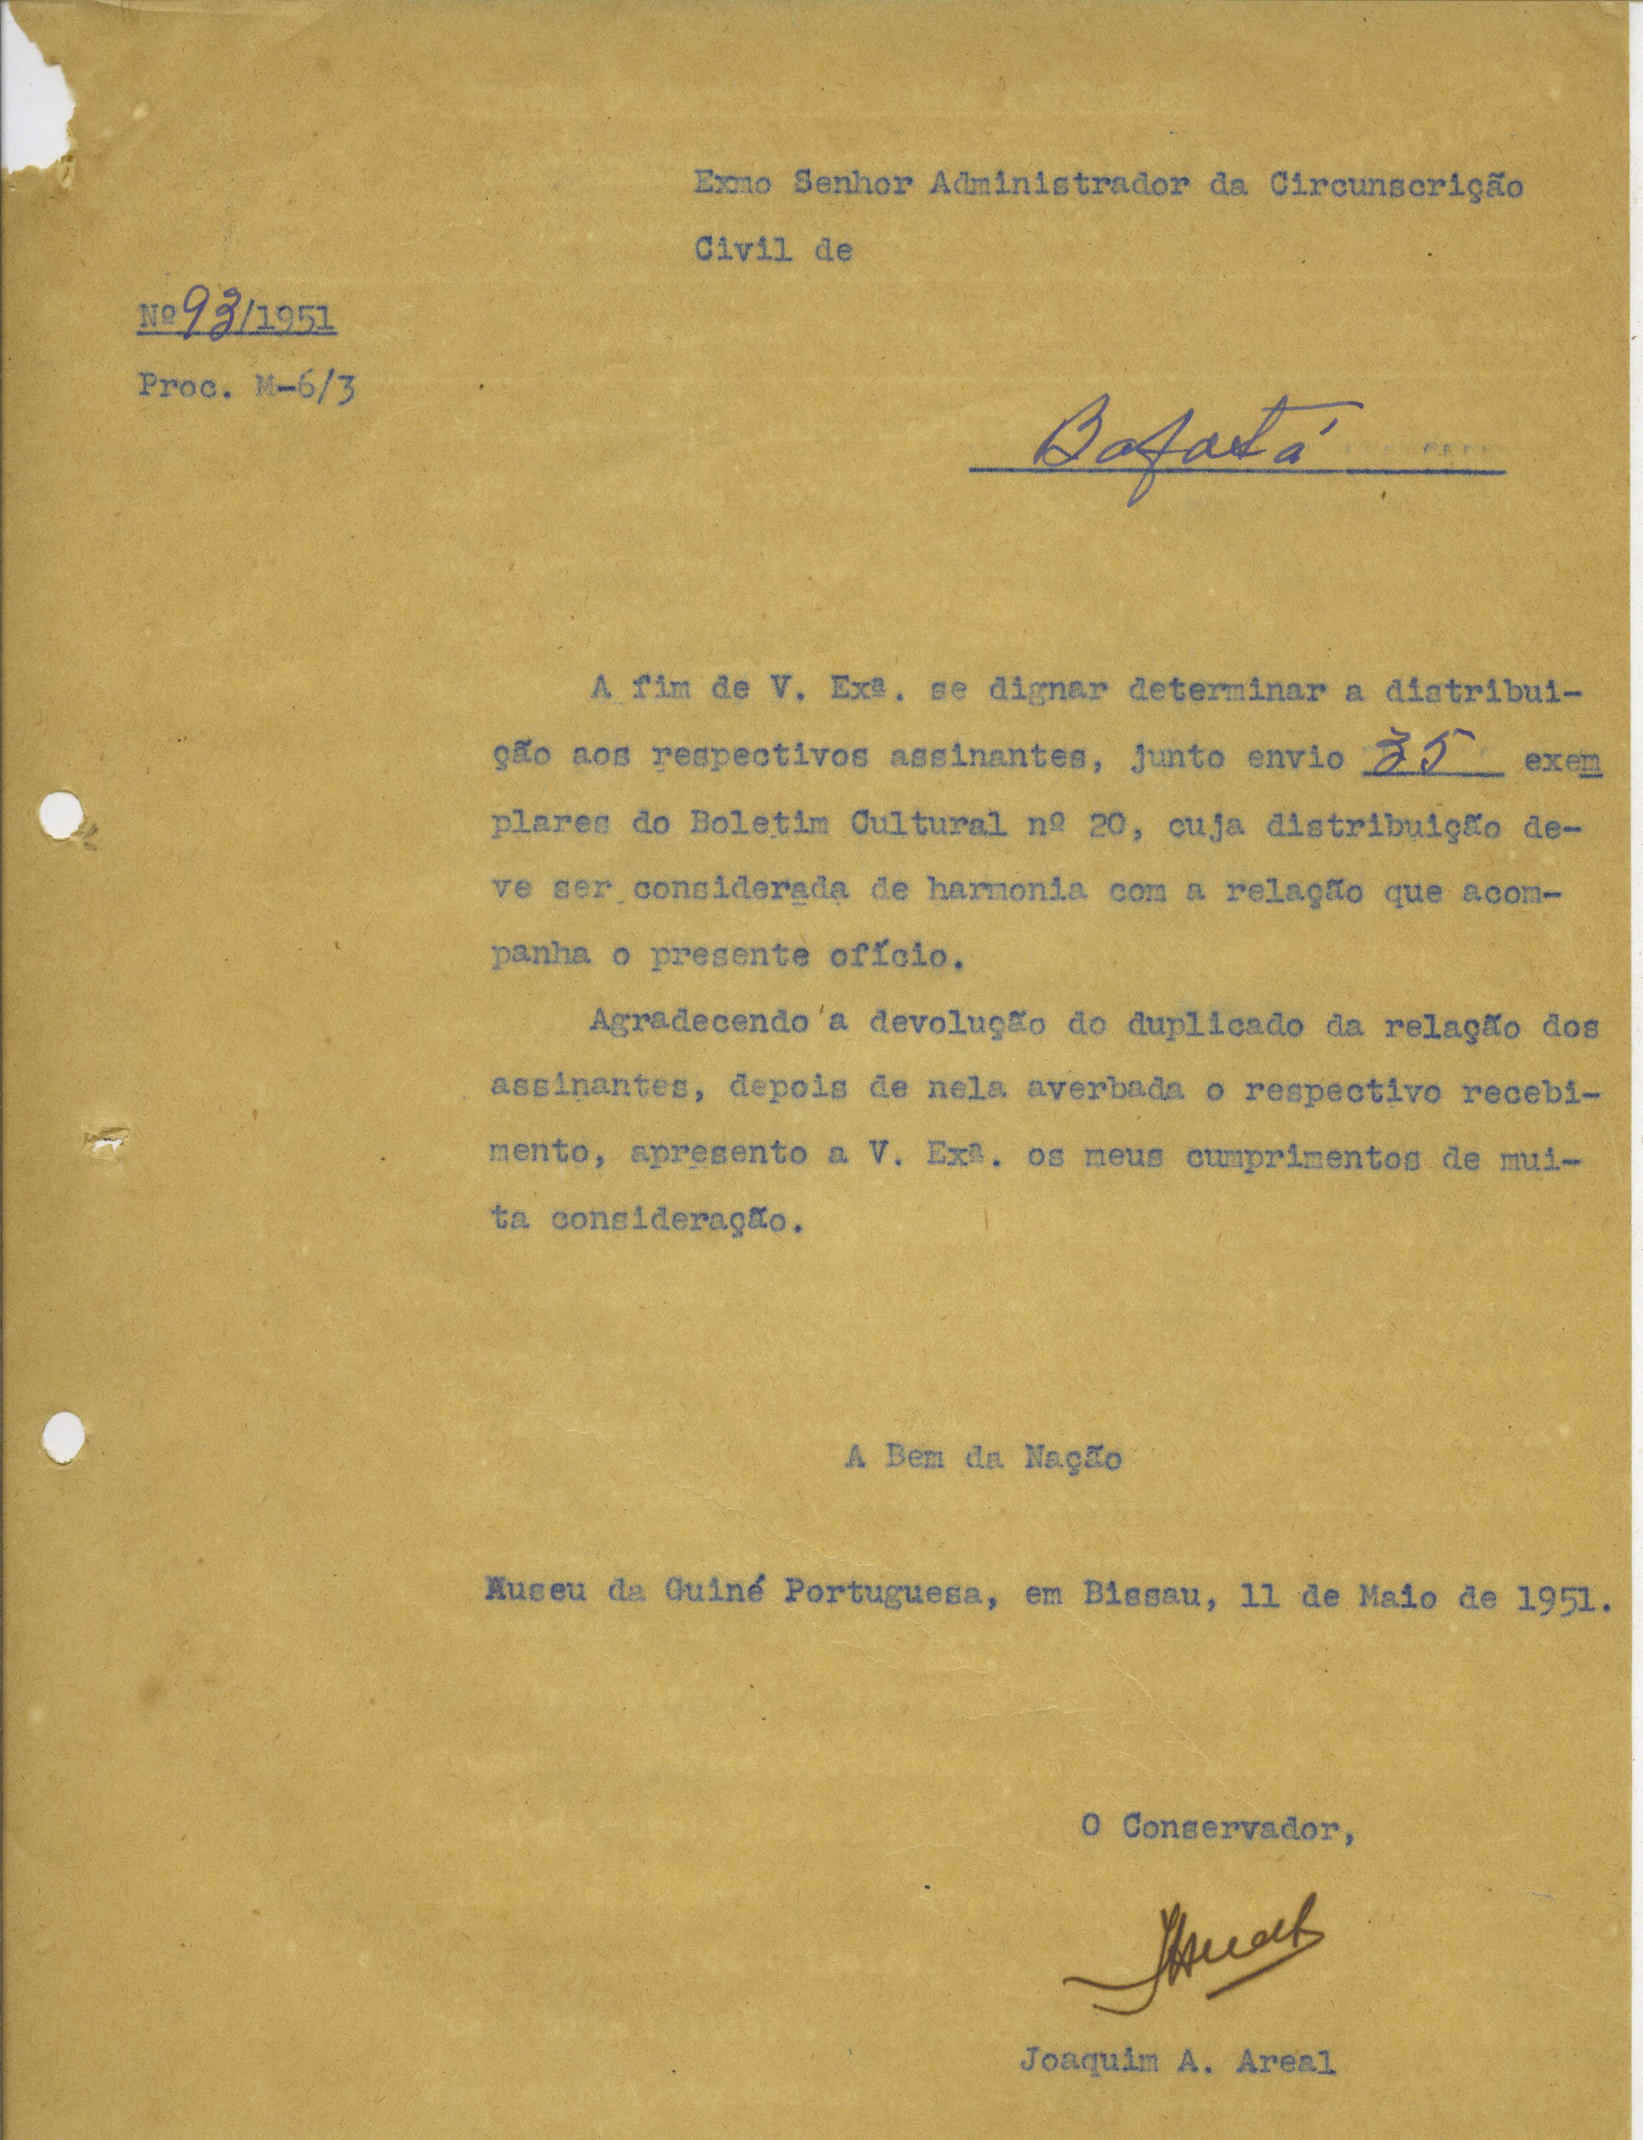 Exmo Senhor Administrador da Circunscrição
Civil de
Nº 93/1951
Proc. M-6/3
Bafatá
A fim de V. Exª. se dignar determinar a distribui-
ção aos respectivos assinantes, junto envio 35 exem
plares do Boletim Cultural nº 20, cuja distribuição de-
ve ser considerada de harmonia com a relação que acom-
panha o presente ofício.
Agradecendo a devolução do duplicado da relação dos
assinantes, depois de nela averbada o respectivo recebi-
mento, apresento a V. Exª. os meus cumprimentos de mui-
ta consideração.
A Bem da Nação
Museu da Guiné Portuguesa, em Bissau, 11 de Maio de 1951.
O Conservador,
Joaquim A. Areal